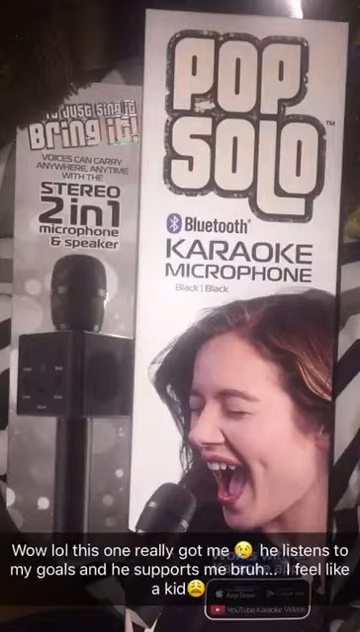 Don't Just Sing It
Bring it!
VOICES CAN CARRY
ANYWHERE, ANYTIME
WITH THE
STEREO
2in1
microphone
& speaker
POP
SOLO™
Bluetooth®
KARAOKE
MICROPHONE
Black | Black
Wow lol this one really got me 😢 he listens to
my goals and he supports me bruh... I feel like
a kid😩
App Store
YouTube Karaoke Videos